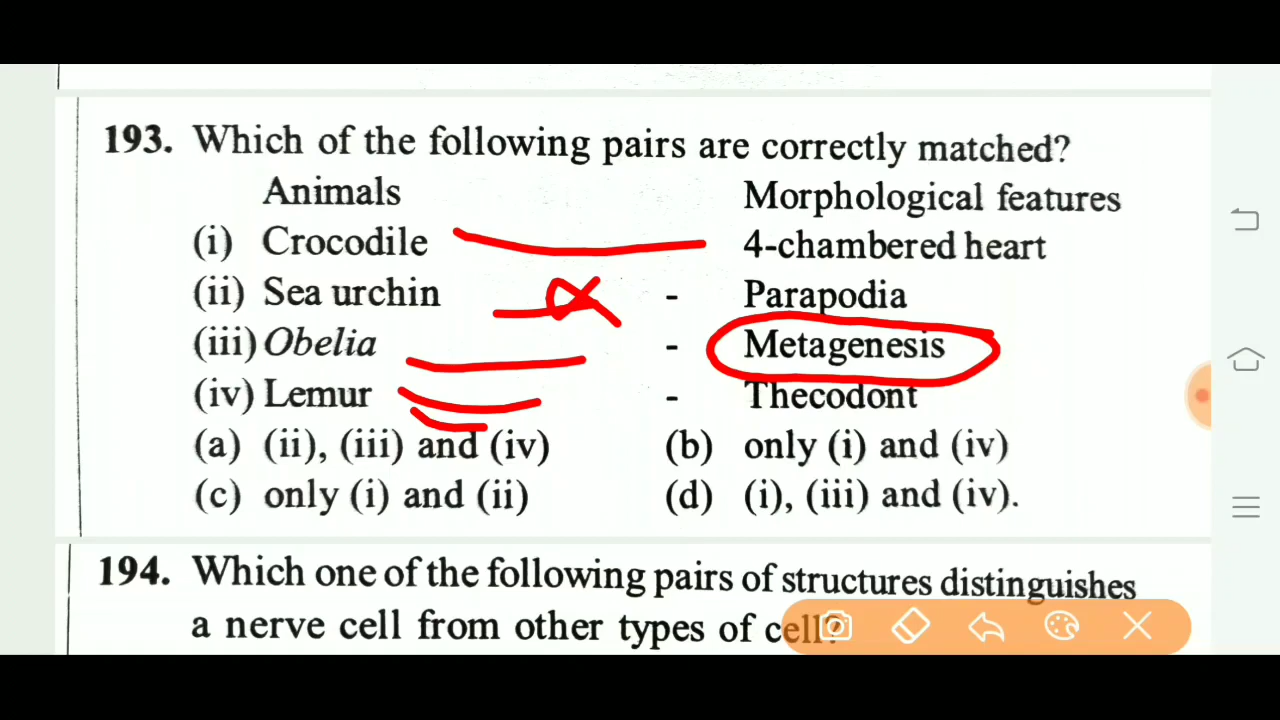 193. Which of the following pairs are correctly matched?
Animals Morphological features
(i) Crocodile 4-chambered heart
(ii) Sea urchin - Parapodia
(iii) Obelia - Metagenesis
(iv) Lemur - Thecodont
(a) (ii), (iii) and (iv) (b) only (i) and (iv)
(c) only (i) and (ii) (d) (i), (iii) and (iv).
194. Which one of the following pairs of structures distinguishes
a nerve cell from other types of cell?